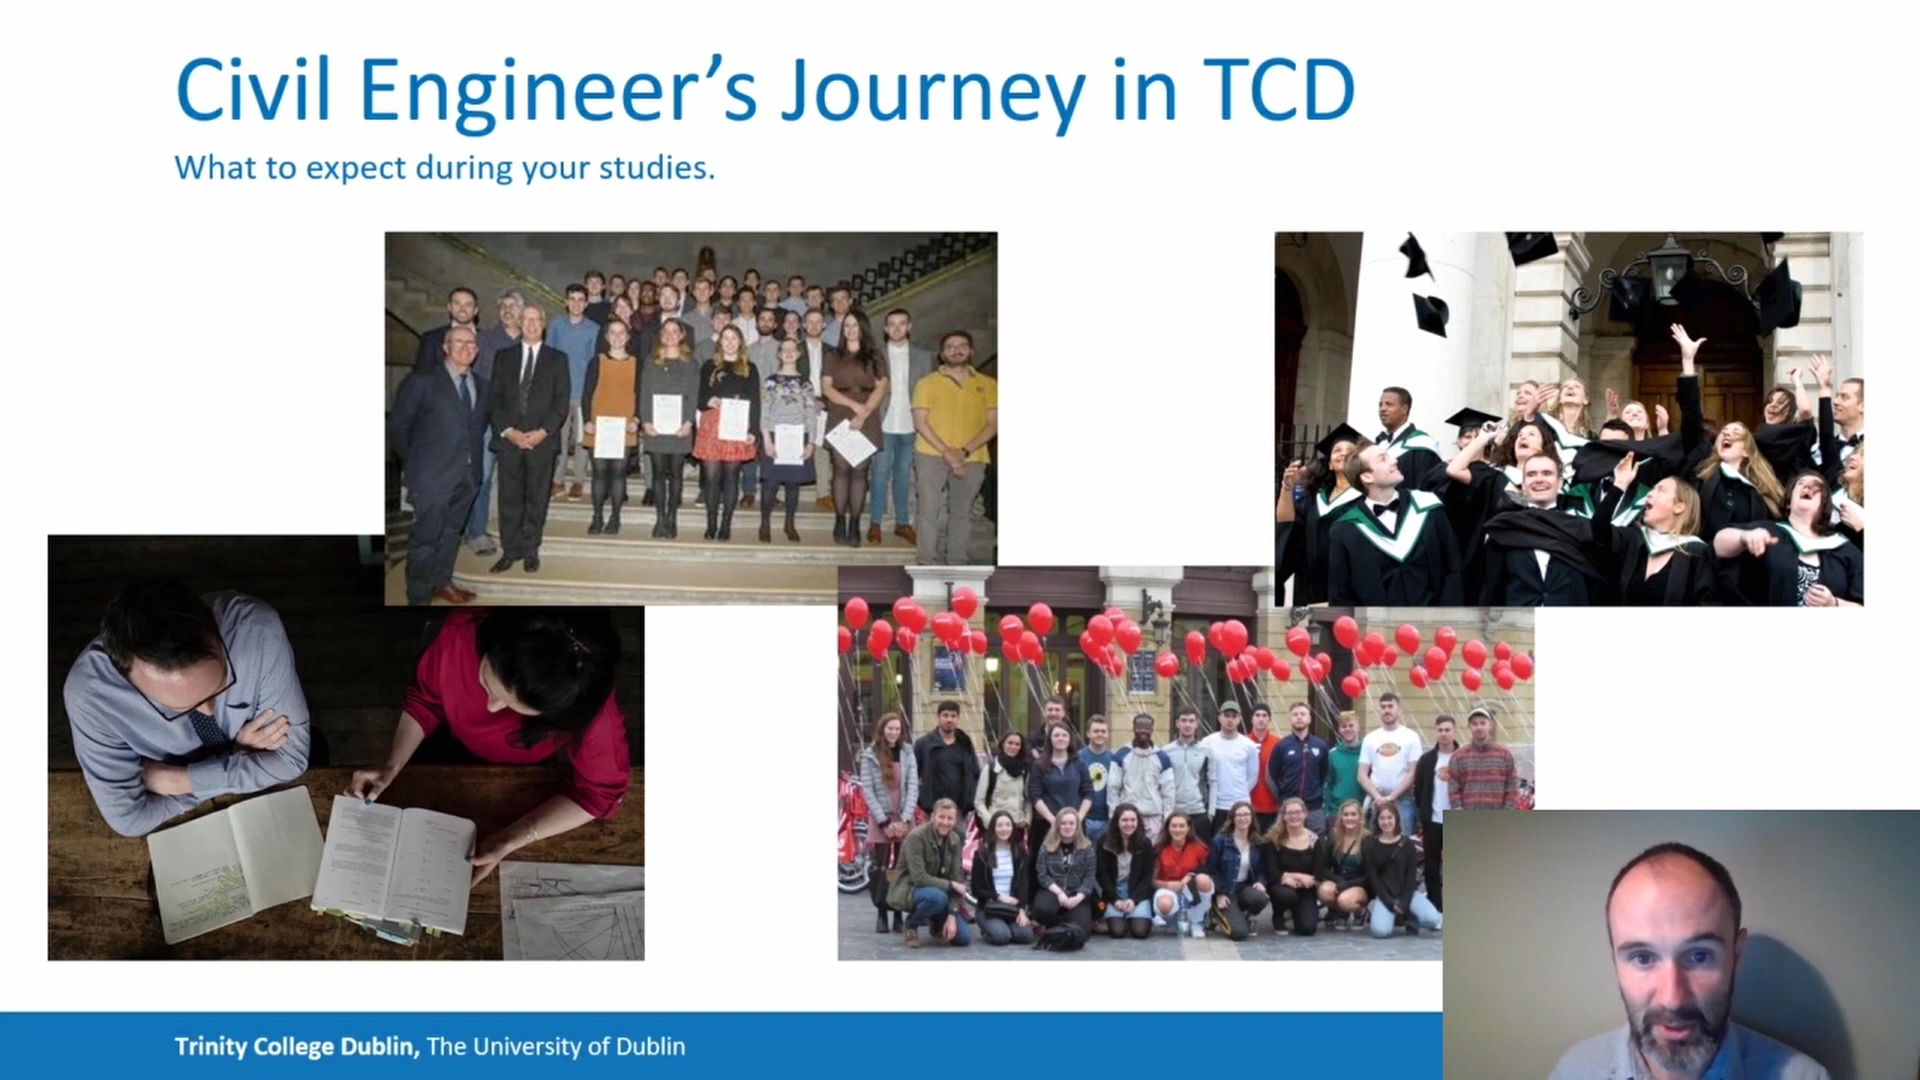 Civil Engineer’s Journey in TCD
What to expect during your studies.
Trinity College Dublin, The University of Dublin